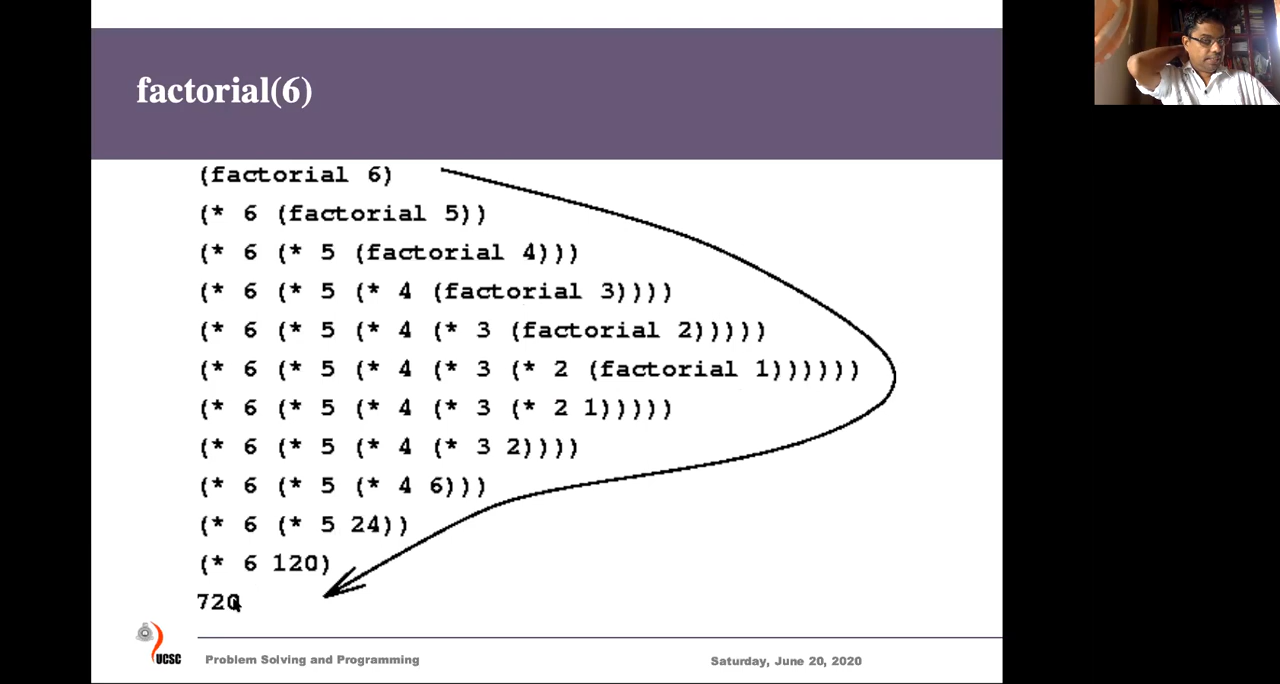 factorial(6)
(factorial 6)
(* 6 (factorial 5))
(* 6 (* 5 (factorial 4)))
(* 6 (* 5 (* 4 (factorial 3))))
(* 6 (* 5 (* 4 (* 3 (factorial 2)))))
(* 6 (* 5 (* 4 (* 3 (* 2 (factorial 1))))))
(* 6 (* 5 (* 4 (* 3 (* 2 1)))))
(* 6 (* 5 (* 4 (* 3 2))))
(* 6 (* 5 (* 4 6)))
(* 6 (* 5 24))
(* 6 120)
720
UCSC
Problem Solving and Programming
Saturday, June 20, 2020